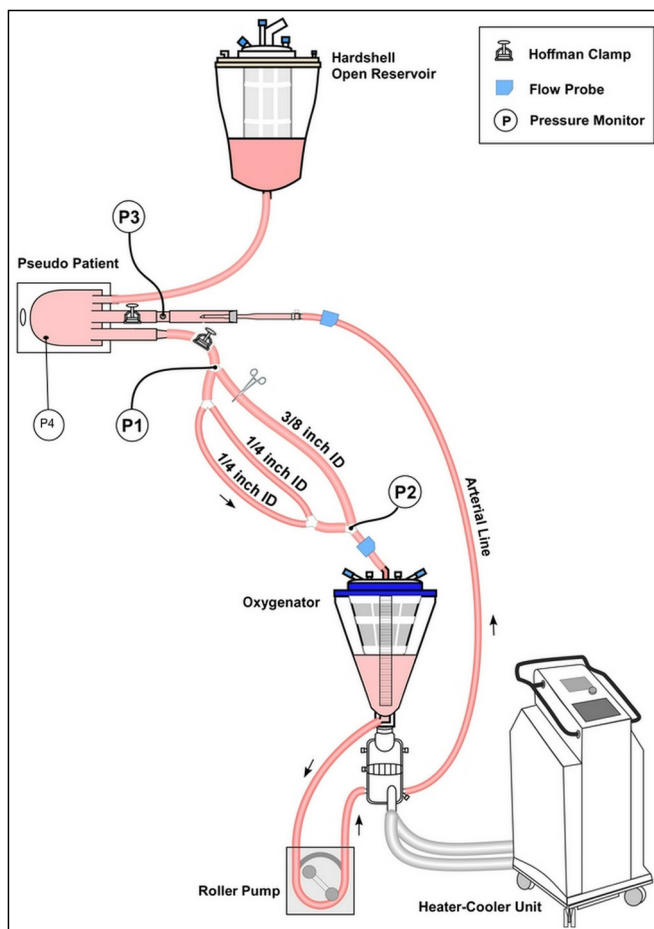 Hardshell
Open Reservoir
Hoffman Clamp
Flow Probe
P
Pressure Monitor
P3
Pseudo Patient
P4
P1
3/8 inch ID
1/4 inch ID
1/4 inch ID
P2
Arterial Line
Oxygenator
Roller Pump
Heater-Cooler Unit